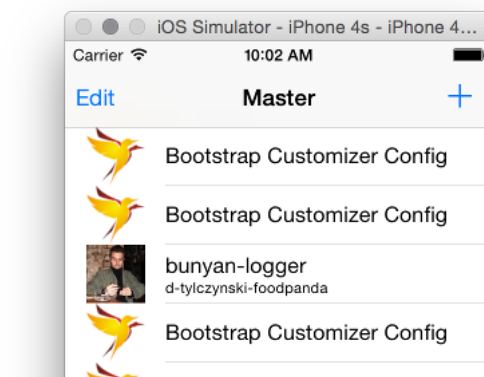 iOS Simulator - iPhone 4s - iPhone 4...
Carrier 10:02 AM
Edit Master +
Bootstrap Customizer Config
Bootstrap Customizer Config
bunyan-logger
d-tylczynski-foodpanda
Bootstrap Customizer Config